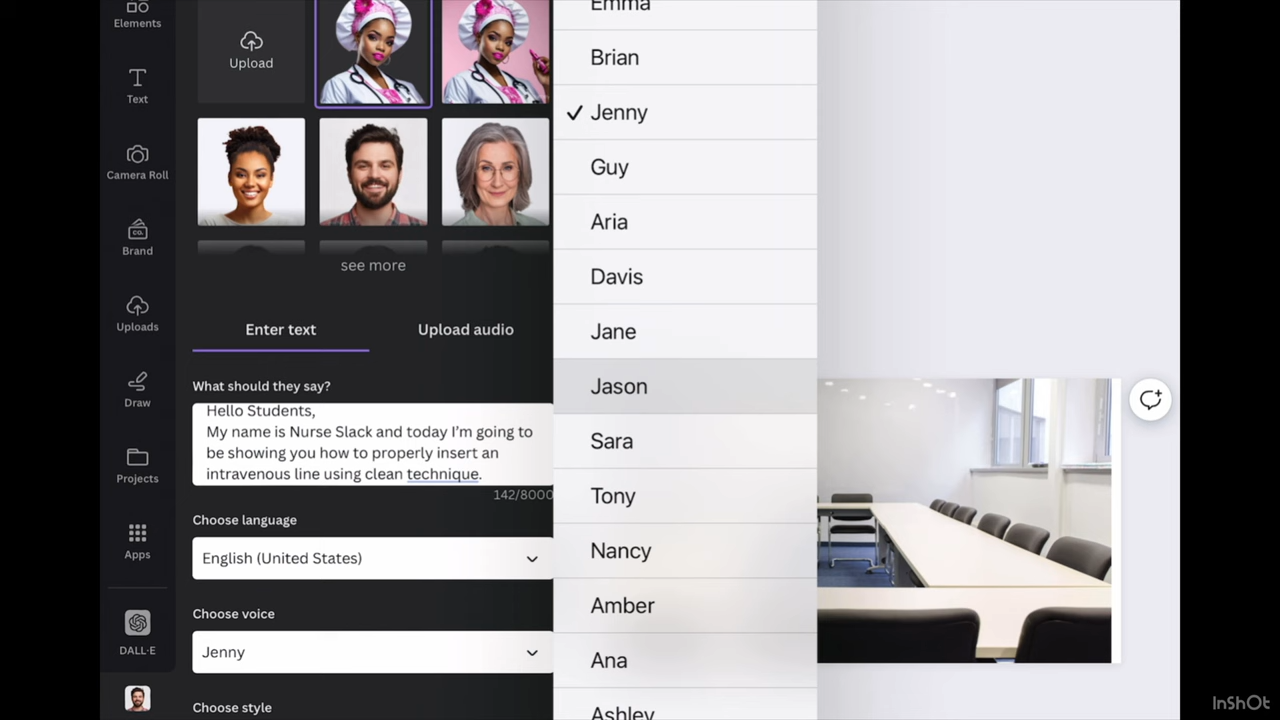 Elements
Text
Camera Roll
Brand
CO.
Uploads
Draw
Projects
Apps
DALL·E
Upload
see more
Enter text
Upload audio
What should they say?
Hello Students,
My name is Nurse Slack and today I'm going to
be showing you how to properly insert an
intravenous line using clean technique.
142/8000
Choose language
English (United States)
Choose voice
Jenny
Choose style
Emma
Brian
✓ Jenny
Guy
Aria
Davis
Jane
Jason
Sara
Tony
Nancy
Amber
Ana
Ashley
InShOt